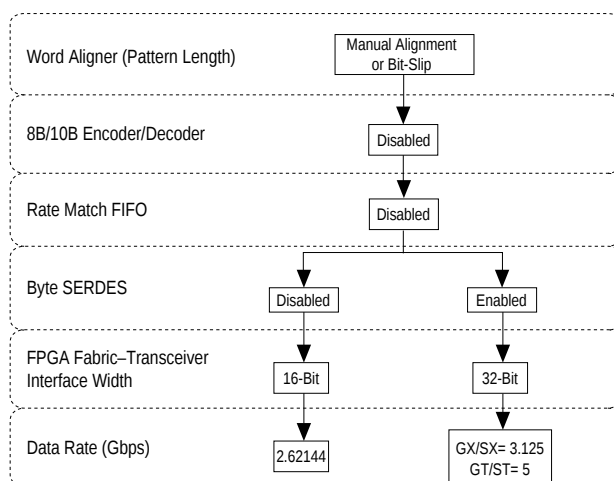 Word Aligner (Pattern Length)
Manual Alignment
or Bit-Slip
8B/10B Encoder/Decoder
Disabled
Rate Match FIFO
Disabled
Byte SERDES
Disabled
Enabled
FPGA Fabric–Transceiver
Interface Width
16-Bit
32-Bit
Data Rate (Gbps)
2.62144
GX/SX= 3.125
GT/ST= 5